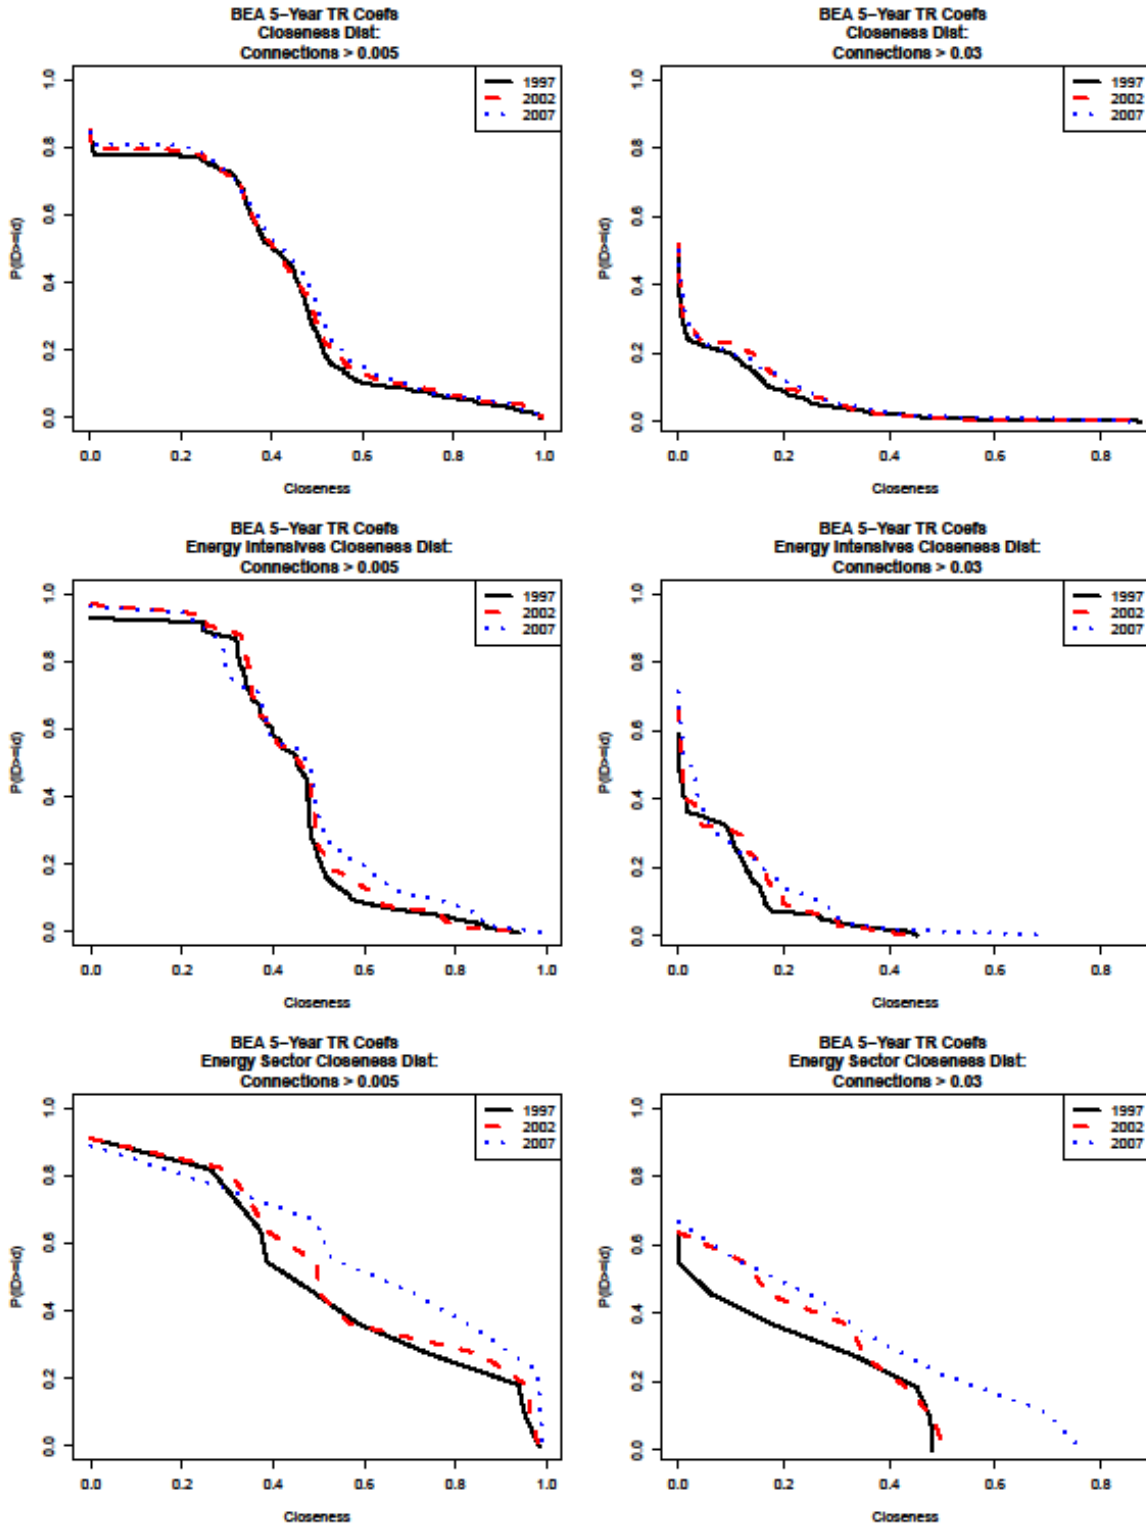 BEA 5-Year TR Coefs
Closeness Dist:
Connections > 0.005
1997
2002
2007
P(ID>=id)
0.0 0.2 0.4 0.6 0.8 1.0
0.0 0.2 0.4 0.6 0.8 1.0
Closeness
BEA 5-Year TR Coefs
Closeness Dist:
Connections > 0.03
1997
2002
2007
P(ID>=id)
0.0 0.2 0.4 0.6 0.8 1.0
0.0 0.2 0.4 0.6 0.8
Closeness
BEA 5-Year TR Coefs
Energy Intensives Closeness Dist:
Connections > 0.005
1997
2002
2007
P(ID>=id)
0.0 0.2 0.4 0.6 0.8 1.0
0.0 0.2 0.4 0.6 0.8 1.0
Closeness
BEA 5-Year TR Coefs
Energy Intensives Closeness Dist:
Connections > 0.03
1997
2002
2007
P(ID>=id)
0.0 0.2 0.4 0.6 0.8 1.0
0.0 0.2 0.4 0.6 0.8
Closeness
BEA 5-Year TR Coefs
Energy Sector Closeness Dist:
Connections > 0.005
1997
2002
2007
P(ID>=id)
0.0 0.2 0.4 0.6 0.8 1.0
0.0 0.2 0.4 0.6 0.8 1.0
Closeness
BEA 5-Year TR Coefs
Energy Sector Closeness Dist:
Connections > 0.03
1997
2002
2007
P(ID>=id)
0.0 0.2 0.4 0.6 0.8 1.0
0.0 0.2 0.4 0.6 0.8
Closeness